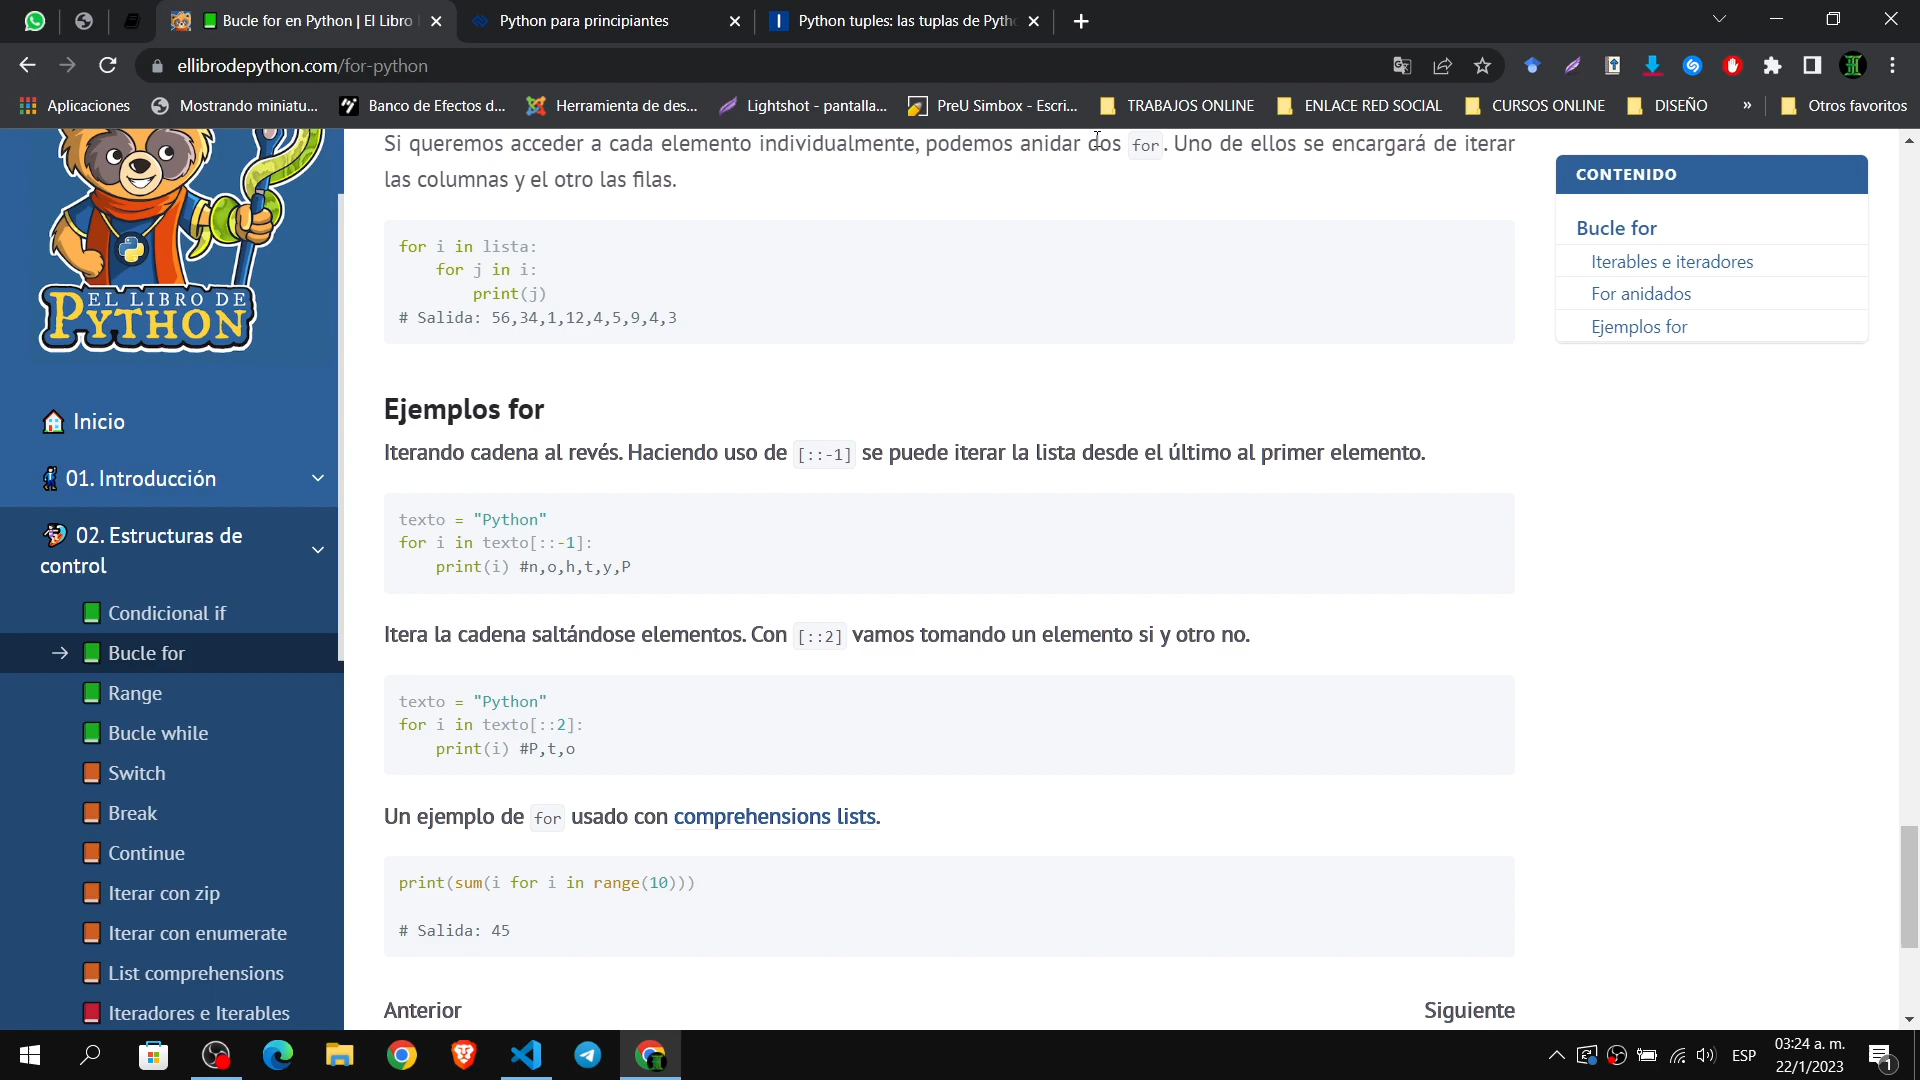 Bucle for en Python | El Libro
Python para principiantes
Python tuples: las tuplas de Pyth
ellibrodepython.com/for-python
Aplicaciones
Mostrando miniatu...
Banco de Efectos d...
Herramienta de des...
Lightshot - pantalla...
PreU Simbox - Escri...
TRABAJOS ONLINE
ENLACE RED SOCIAL
CURSOS ONLINE
DISEÑO
»
Otros favoritos
EL LIBRO DE
PYTHON
Inicio
01. Introducción
02. Estructuras de
control
Condicional if
→ Bucle for
Range
Bucle while
Switch
Break
Continue
Iterar con zip
Iterar con enumerate
List comprehensions
Iteradores e Iterables
Si queremos acceder a cada elemento individualmente, podemos anidar dos for. Uno de ellos se encargará de iterar
las columnas y el otro las filas.
for i in lista:
    for j in i:
        print(j)
# Salida: 56,34,1,12,4,5,9,4,3
Ejemplos for
Iterando cadena al revés. Haciendo uso de [::-1] se puede iterar la lista desde el último al primer elemento.
texto = "Python"
for i in texto[::-1]:
    print(i) #n,o,h,t,y,P
Itera la cadena saltándose elementos. Con [::2] vamos tomando un elemento si y otro no.
texto = "Python"
for i in texto[::2]:
    print(i) #P,t,o
Un ejemplo de for usado con comprehensions lists.
print(sum(i for i in range(10)))
# Salida: 45
Anterior
Siguiente
CONTENIDO
Bucle for
Iterables e iteradores
For anidados
Ejemplos for
ESP
03:24 a. m.
22/1/2023
1